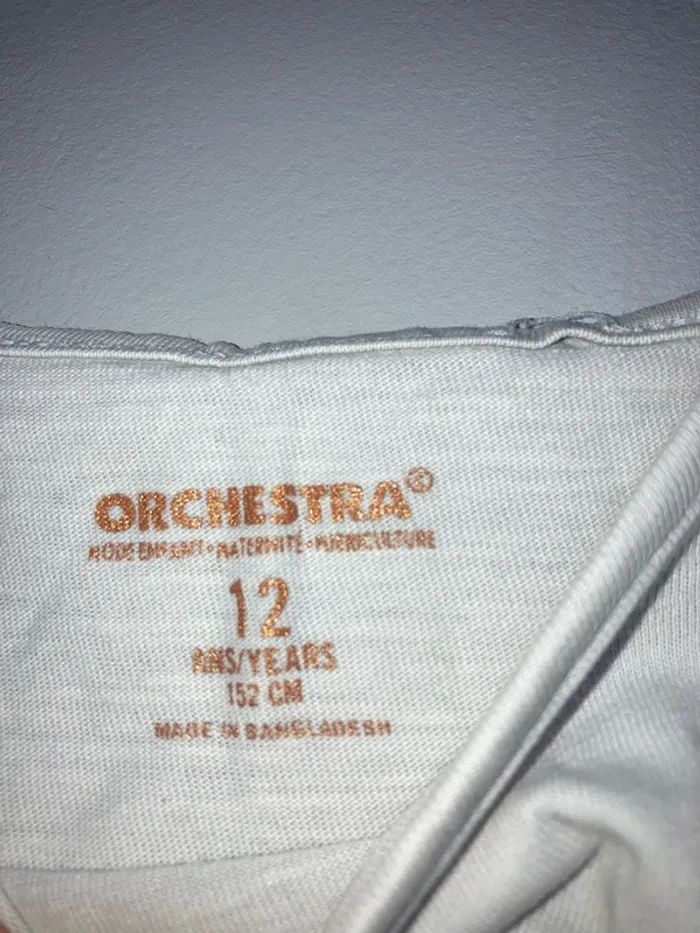 ORCHESTRA®
MODE ENFANT • MATERNITE • PUERICULTURE
12
ANS/YEARS
152 CM
MADE IN BANGLADESH